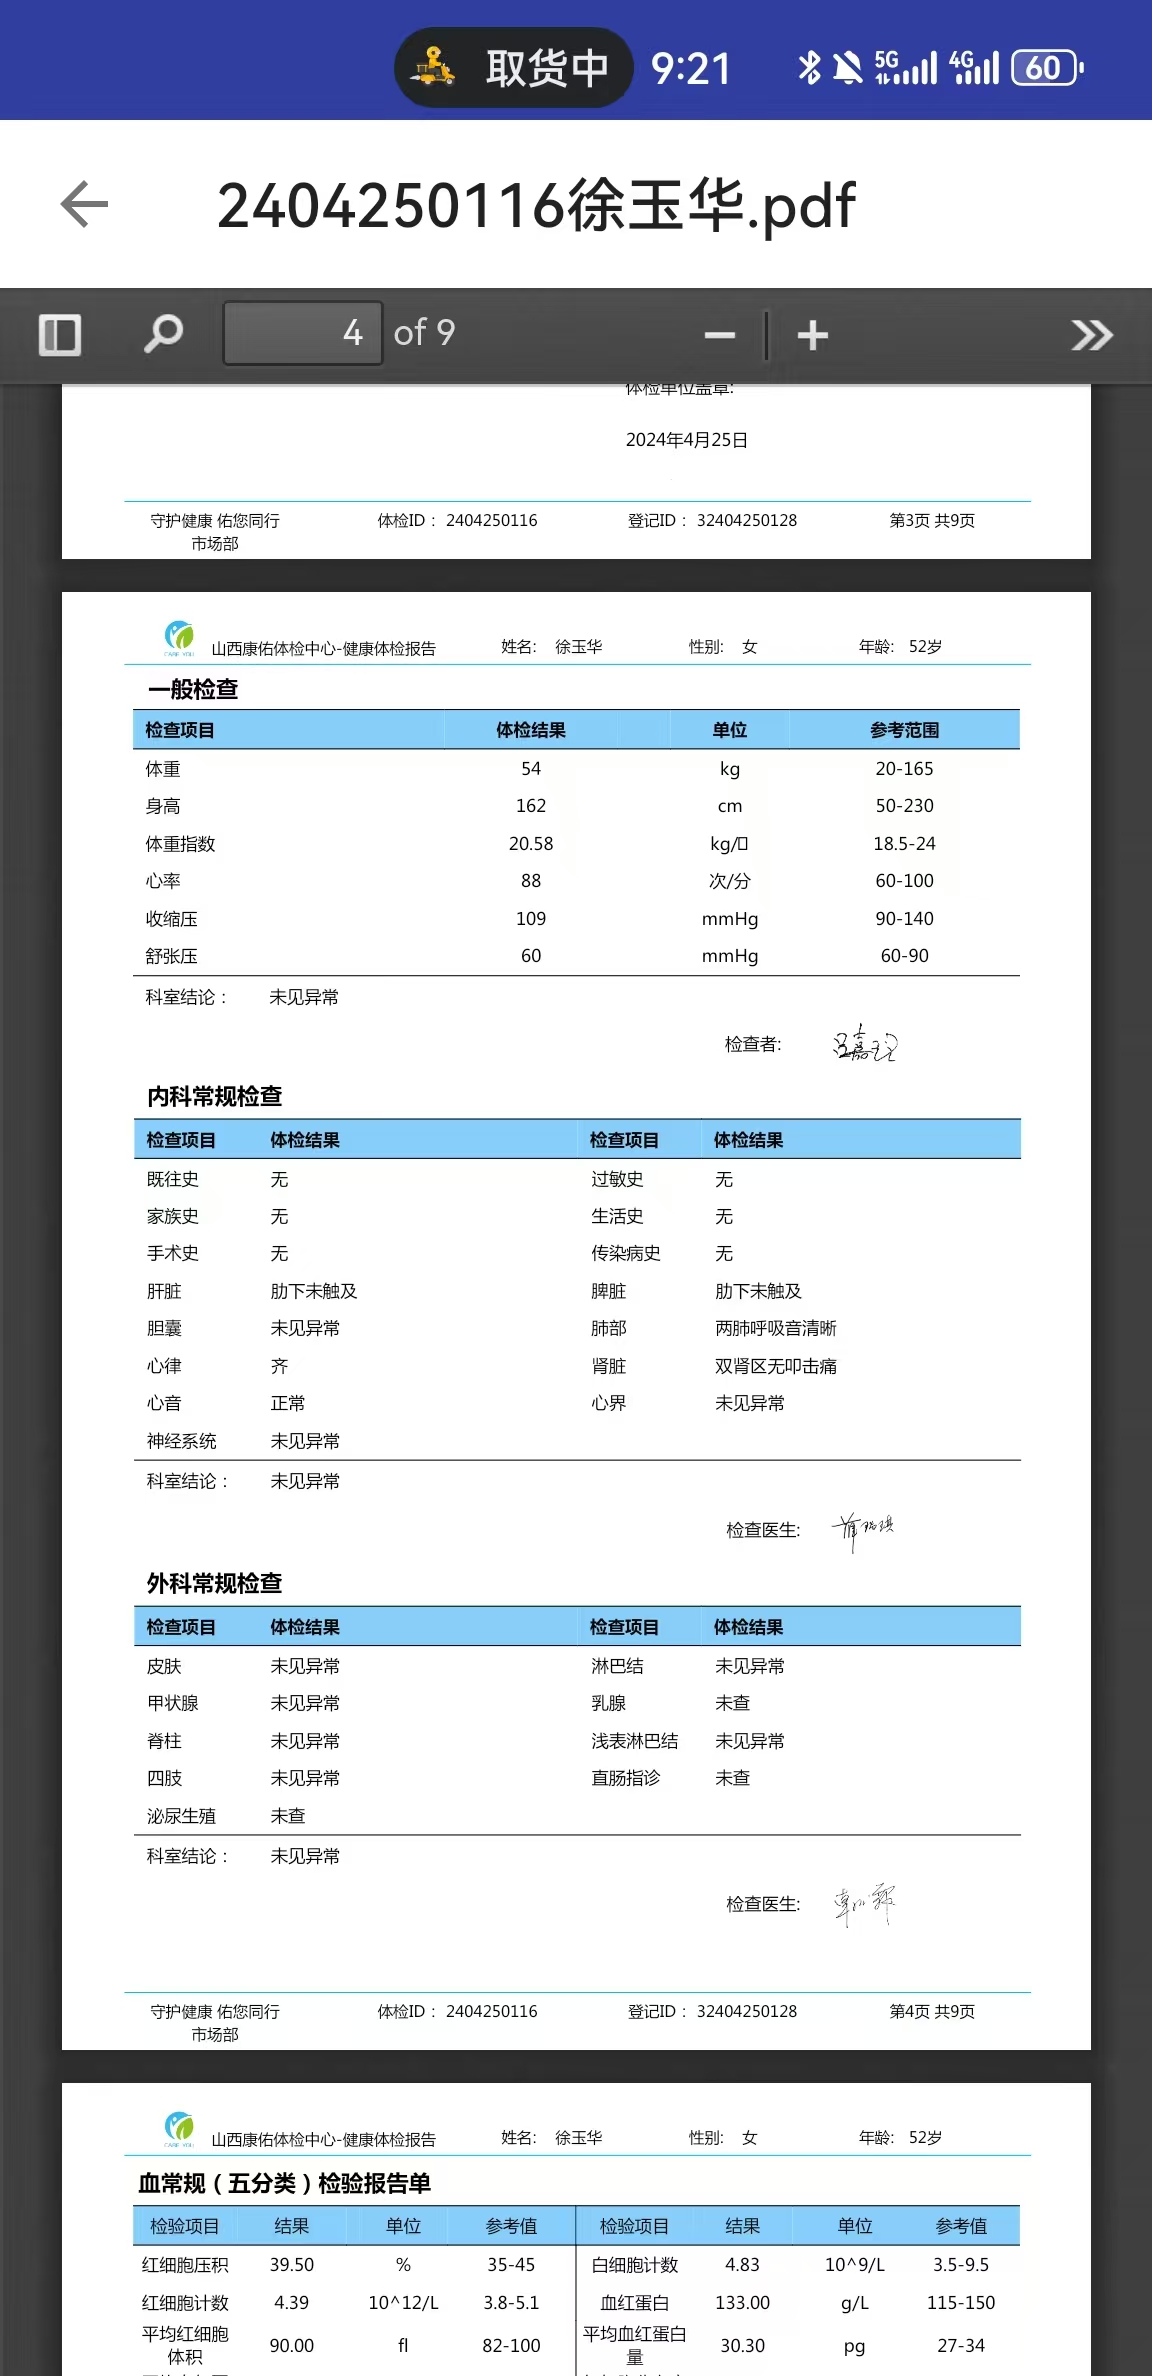 取货中 9:21 5G 4G 60
2404250116徐玉华.pdf
4 of 9
体检单位盖章:
2024年4月25日
守护健康 佑您同行 体检ID： 2404250116 登记ID： 32404250128 第3页 共9页
市场部
CARE YOU 山西康佑体检中心-健康体检报告 姓名: 徐玉华 性别: 女 年龄: 52岁
一般检查
检查项目 体检结果 单位 参考范围
体重 54 kg 20-165
身高 162 cm 50-230
体重指数 20.58 kg/ 18.5-24
心率 88 次/分 60-100
收缩压 109 mmHg 90-140
舒张压 60 mmHg 60-90
科室结论： 未见异常
检查者:
内科常规检查
检查项目 体检结果 检查项目 体检结果
既往史 无 过敏史 无
家族史 无 生活史 无
手术史 无 传染病史 无
肝脏 肋下未触及 脾脏 肋下未触及
胆囊 未见异常 肺部 两肺呼吸音清晰
心律 齐 肾脏 双肾区无叩击痛
心音 正常 心界 未见异常
神经系统 未见异常
科室结论： 未见异常
检查医生:
外科常规检查
检查项目 体检结果 检查项目 体检结果
皮肤 未见异常 淋巴结 未见异常
甲状腺 未见异常 乳腺 未查
脊柱 未见异常 浅表淋巴结 未见异常
四肢 未见异常 直肠指诊 未查
泌尿生殖 未查
科室结论： 未见异常
检查医生:
守护健康 佑您同行 体检ID： 2404250116 登记ID： 32404250128 第4页 共9页
市场部
CARE YOU 山西康佑体检中心-健康体检报告 姓名: 徐玉华 性别: 女 年龄: 52岁
血常规（五分类）检验报告单
检验项目 结果 单位 参考值 检验项目 结果 单位 参考值
红细胞压积 39.50 % 35-45 白细胞计数 4.83 10^9/L 3.5-9.5
红细胞计数 4.39 10^12/L 3.8-5.1 血红蛋白 133.00 g/L 115-150
平均红细胞体积 90.00 fl 82-100 平均血红蛋白量 30.30 pg 27-34